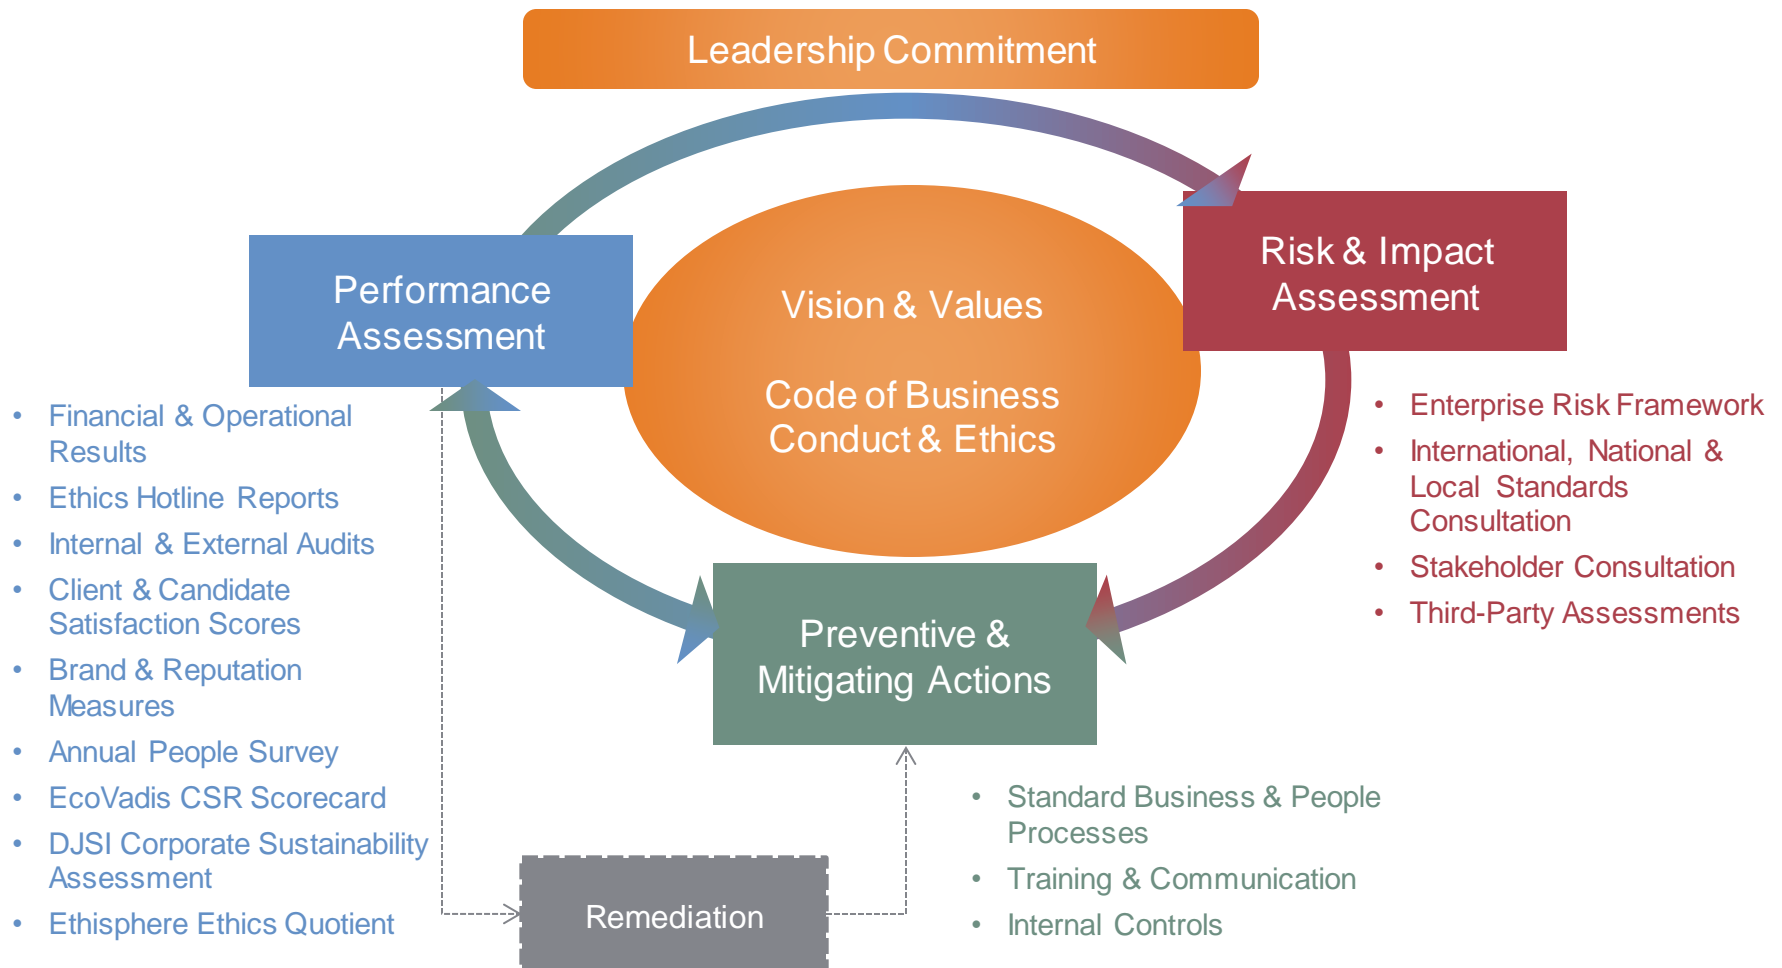 Leadership Commitment
Performance
Assessment
Vision & Values
Code of Business
Conduct & Ethics
Risk & Impact
Assessment
Preventive &
Mitigating Actions
• Financial & Operational
Results
• Ethics Hotline Reports
• Internal & External Audits
• Client & Candidate
Satisfaction Scores
• Brand & Reputation
Measures
• Annual People Survey
• EcoVadis CSR Scorecard
• DJSI Corporate Sustainability
Assessment
• Ethisphere Ethics Quotient
• Enterprise Risk Framework
• International, National &
Local Standards
Consultation
• Stakeholder Consultation
• Third-Party Assessments
Remediation
• Standard Business & People
Processes
• Training & Communication
• Internal Controls